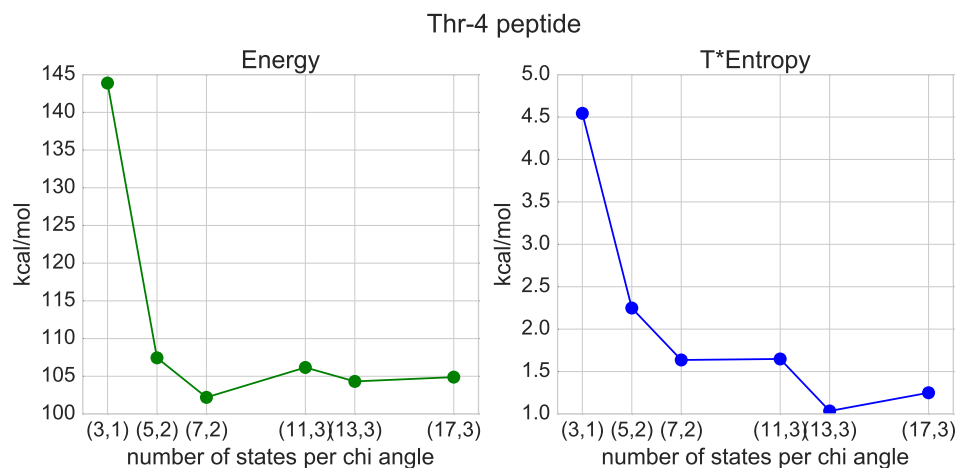 Thr-4 peptide
Energy
kcal/mol
145
140
135
130
125
120
115
110
105
100
(3,1) (5,2) (7,2) (11,3) (13,3) (17,3)
number of states per chi angle
T*Entropy
kcal/mol
5.0
4.5
4.0
3.5
3.0
2.5
2.0
1.5
1.0
(3,1) (5,2) (7,2) (11,3) (13,3) (17,3)
number of states per chi angle